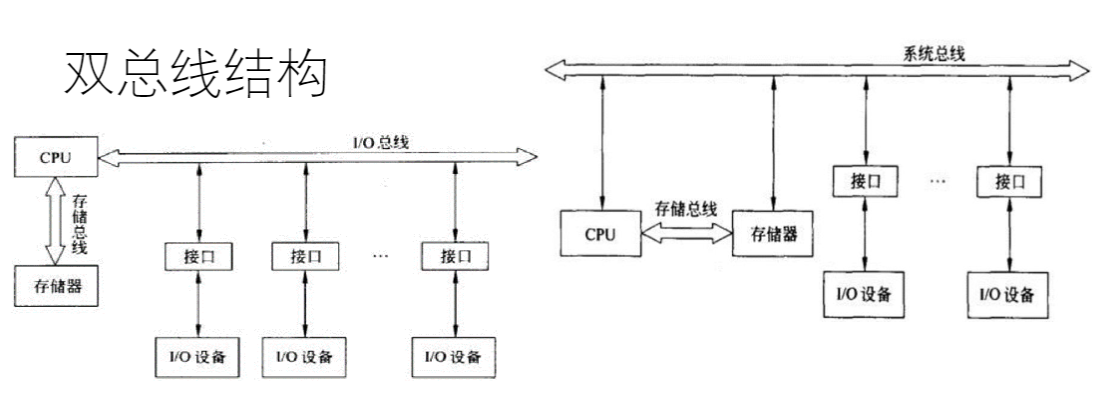 双总线结构
系统总线
I/O 总线
CPU
存储总线
存储器
接口
接口
...
接口
I/O 设备
I/O 设备
I/O 设备
接口
...
接口
CPU
存储总线
存储器
I/O 设备
I/O 设备